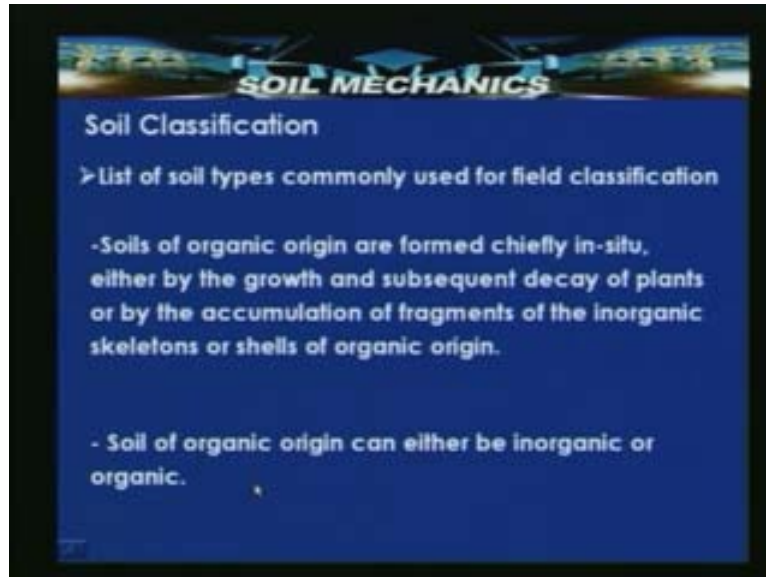 SOIL MECHANICS
Soil Classification
➢List of soil types commonly used for field classification
-Soils of organic origin are formed chiefly in-situ,
either by the growth and subsequent decay of plants
or by the accumulation of fragments of the inorganic
skeletons or shells of organic origin.
- Soil of organic origin can either be inorganic or
organic.